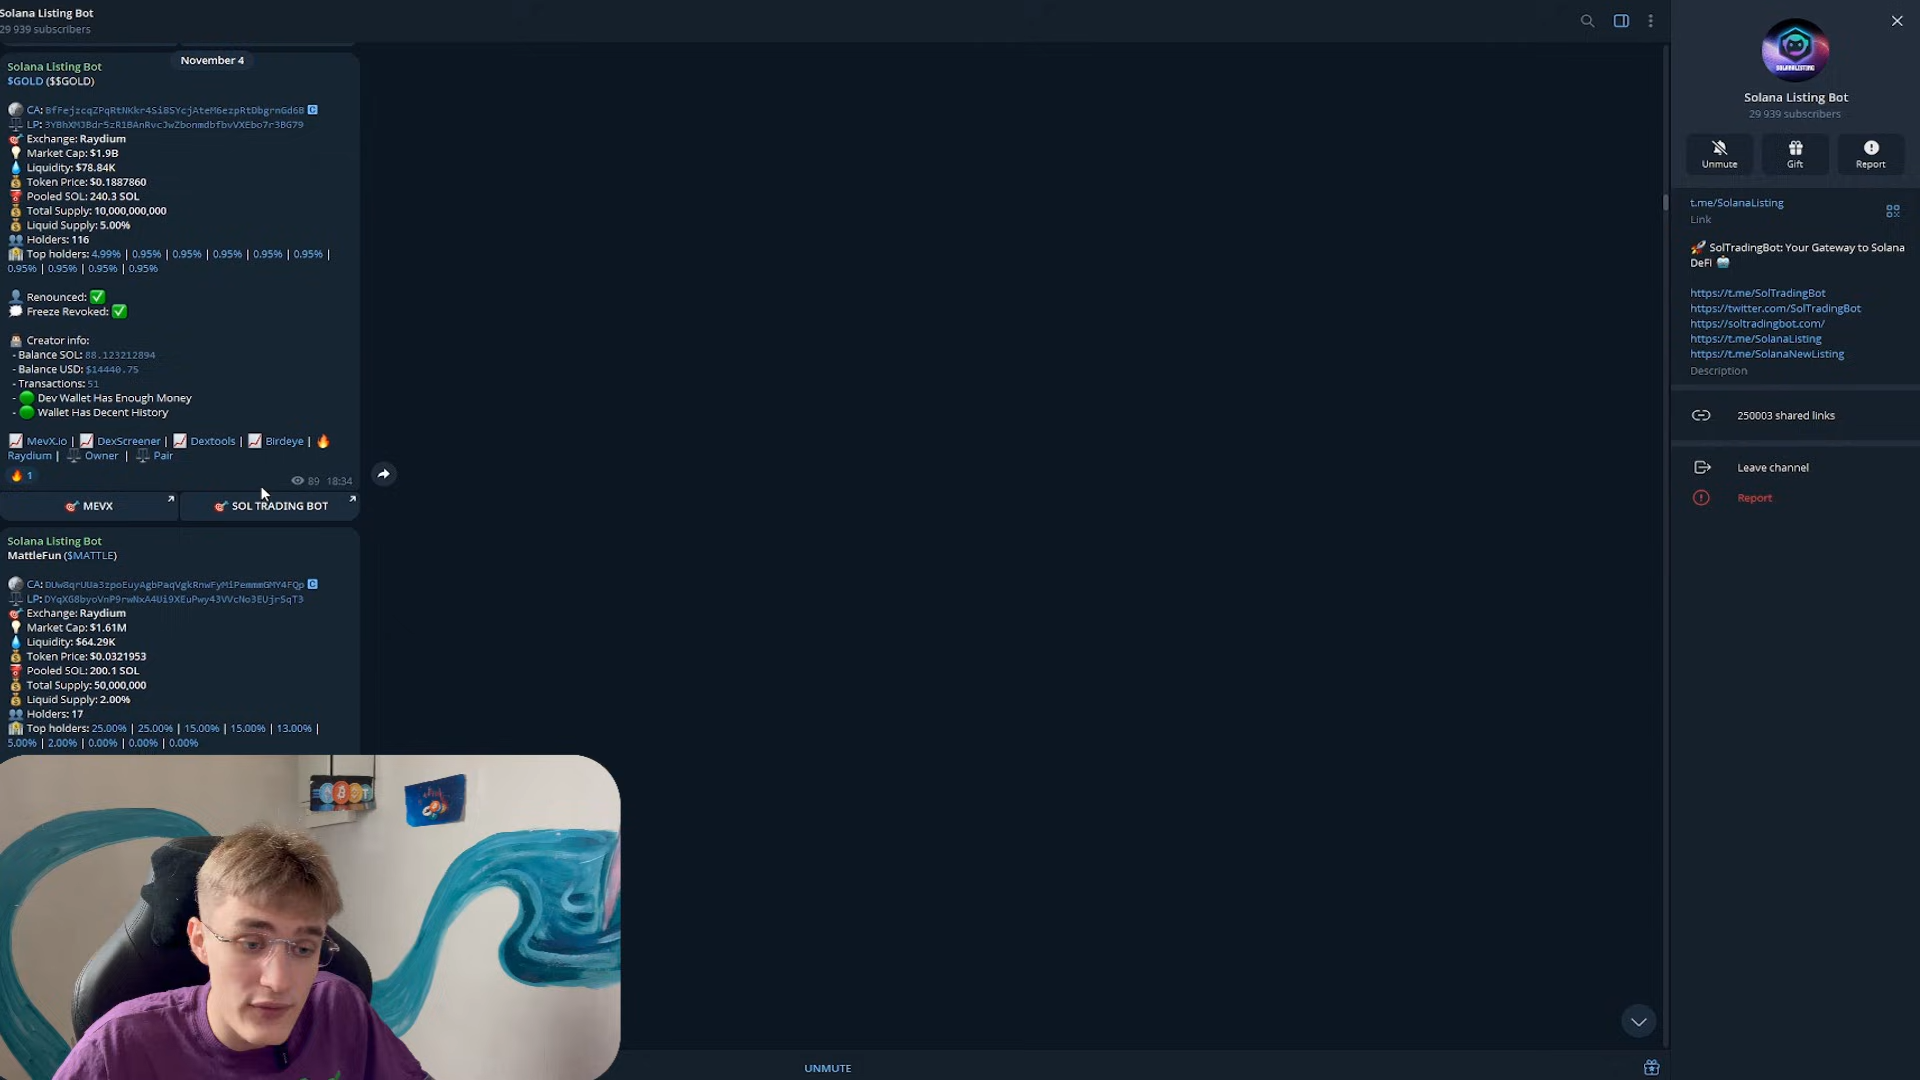 Solana Listing Bot
29 939 subscribers
November 4
Solana Listing Bot
$GOLD ($$GOLD)
CA: BfFejzcqZPqRtNKkr4Si8SYcjAteM6ezpRtDbgrnGd6B
LP: 3YBhXMJBdr5zR1BAnRvcJwZbonmdbfbvVXEbo7r3BG79
Exchange: Raydium
Market Cap: $1.9B
Liquidity: $78.84K
Token Price: $0.1887860
Pooled SOL: 240.3 SOL
Total Supply: 10,000,000,000
Liquid Supply: 5.00%
Holders: 116
Top holders: 4.99% | 0.95% | 0.95% | 0.95% | 0.95% | 0.95% |
0.95% | 0.95% | 0.95% | 0.95%
Renounced:
Freeze Revoked:
Creator info:
- Balance SOL: 88.123212894
- Balance USD: $14440.75
- Transactions: 51
- Dev Wallet Has Enough Money
- Wallet Has Decent History
MevX.io | DexScreener | Dextools | Birdeye |
Raydium | Owner | Pair
1
89 18:34
MEVX
SOL TRADING BOT
Solana Listing Bot
MattleFun ($MATTLE)
CA: DUw8qrUUa3zpoEuyAgbPaqVgkRnwFyMiPemmmGMY4FQp
LP: DYqXG8byoVnP9rwNxA4Ui9XEuPwy43VVcNo3EUjrSqT3
Exchange: Raydium
Market Cap: $1.61M
Liquidity: $64.29K
Token Price: $0.0321953
Pooled SOL: 200.1 SOL
Total Supply: 50,000,000
Liquid Supply: 2.00%
Holders: 17
Top holders: 25.00% | 25.00% | 15.00% | 15.00% | 13.00% |
5.00% | 2.00% | 0.00% | 0.00% | 0.00%
UNMUTE
SOLANALISTING
Solana Listing Bot
29 939 subscribers
Unmute
Gift
Report
t.me/SolanaListing
Link
SolTradingBot: Your Gateway to Solana
DeFi
https://t.me/SolTradingBot
https://twitter.com/SolTradingBot
https://soltradingbot.com/
https://t.me/SolanaListing
https://t.me/SolanaNewListing
Description
250003 shared links
Leave channel
Report